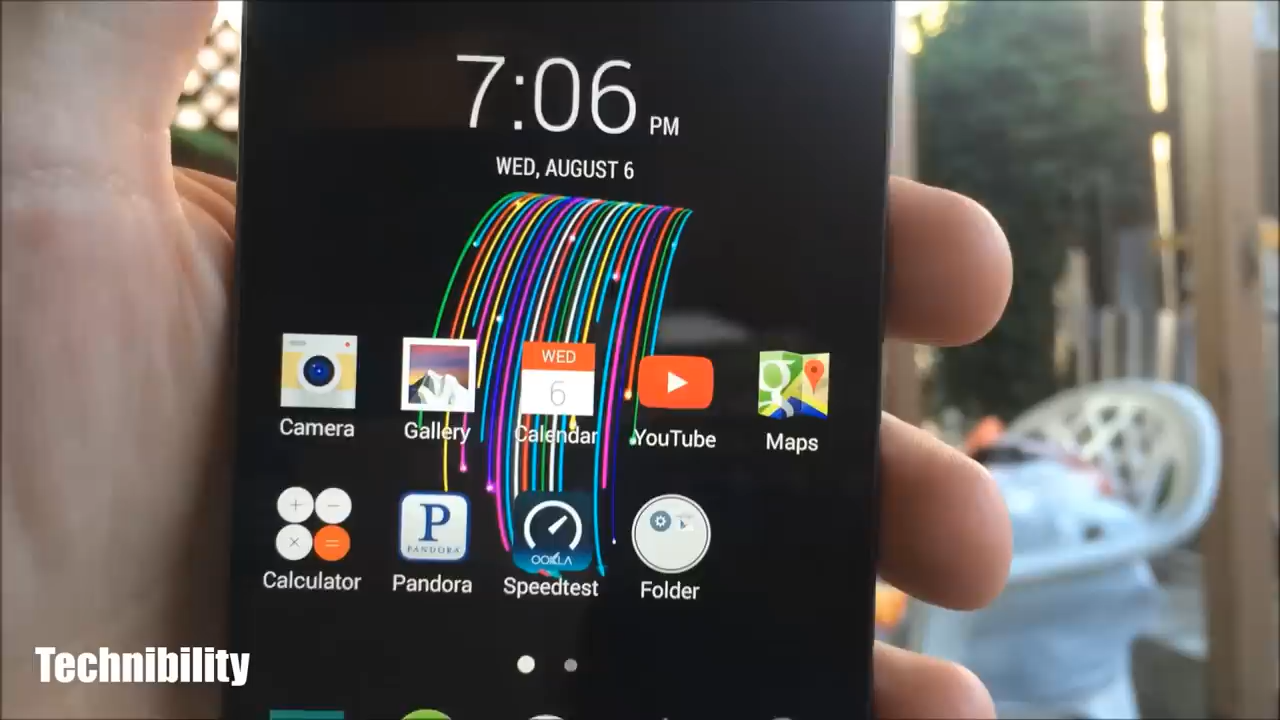 7:06 PM
WED, AUGUST 6
WED
6
Camera
Gallery
Calendar
YouTube
g
Maps
P
PANDORA
OOKLA
Calculator
Pandora
Speedtest
Folder
Technibility